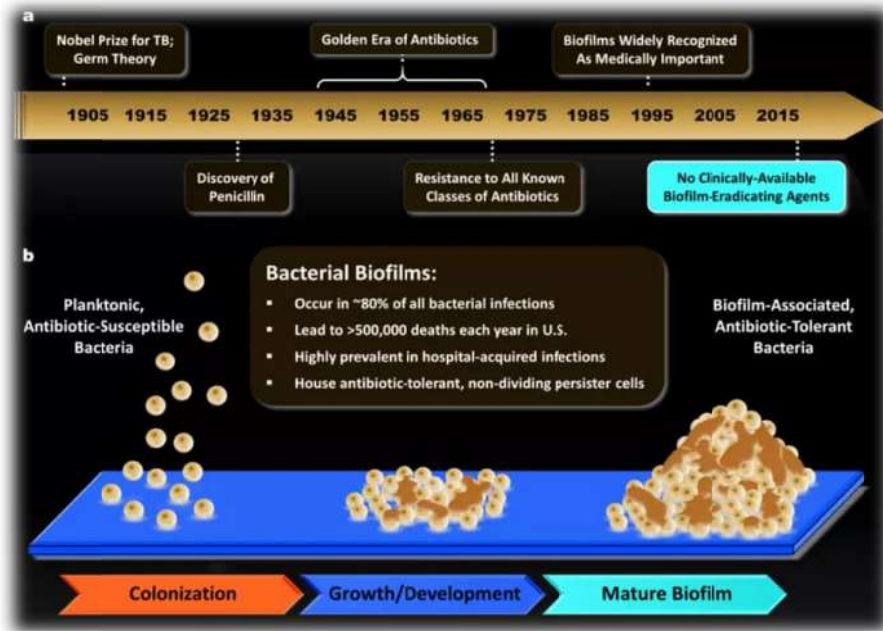 a
Nobel Prize for TB;
Germ Theory
Golden Era of Antibiotics
Biofilms Widely Recognized
As Medically Important
1905 1915 1925 1935 1945 1955 1965 1975 1985 1995 2005 2015
Discovery of
Penicillin
Resistance to All Known
Classes of Antibiotics
No Clinically-Available
Biofilm-Eradicating Agents
b
Planktonic,
Antibiotic-Susceptible
Bacteria
Bacterial Biofilms:
▪ Occur in ~80% of all bacterial infections
▪ Lead to >500,000 deaths each year in U.S.
▪ Highly prevalent in hospital-acquired infections
▪ House antibiotic-tolerant, non-dividing persister cells
Biofilm-Associated,
Antibiotic-Tolerant
Bacteria
Colonization
Growth/Development
Mature Biofilm